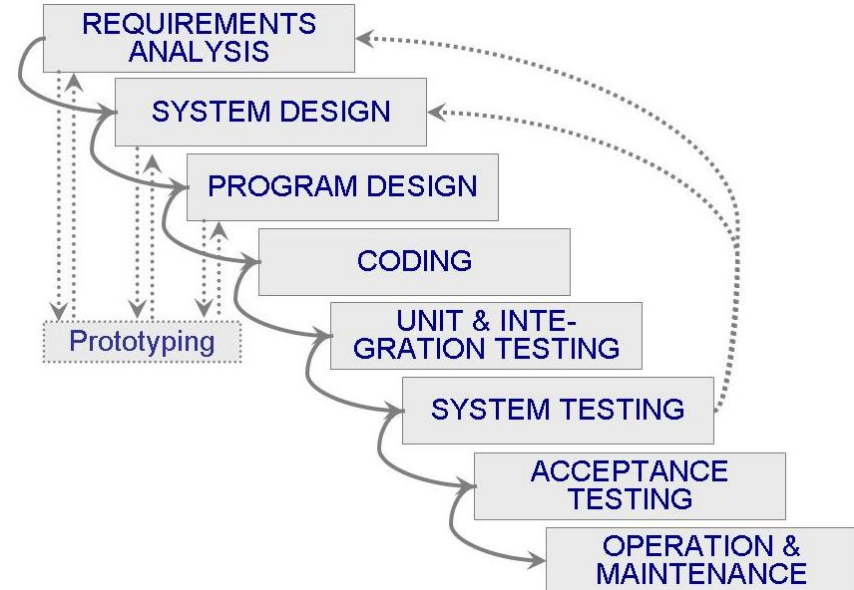 REQUIREMENTS
ANALYSIS
SYSTEM DESIGN
PROGRAM DESIGN
CODING
Prototyping
UNIT & INTE-
GRATION TESTING
SYSTEM TESTING
ACCEPTANCE
TESTING
OPERATION &
MAINTENANCE